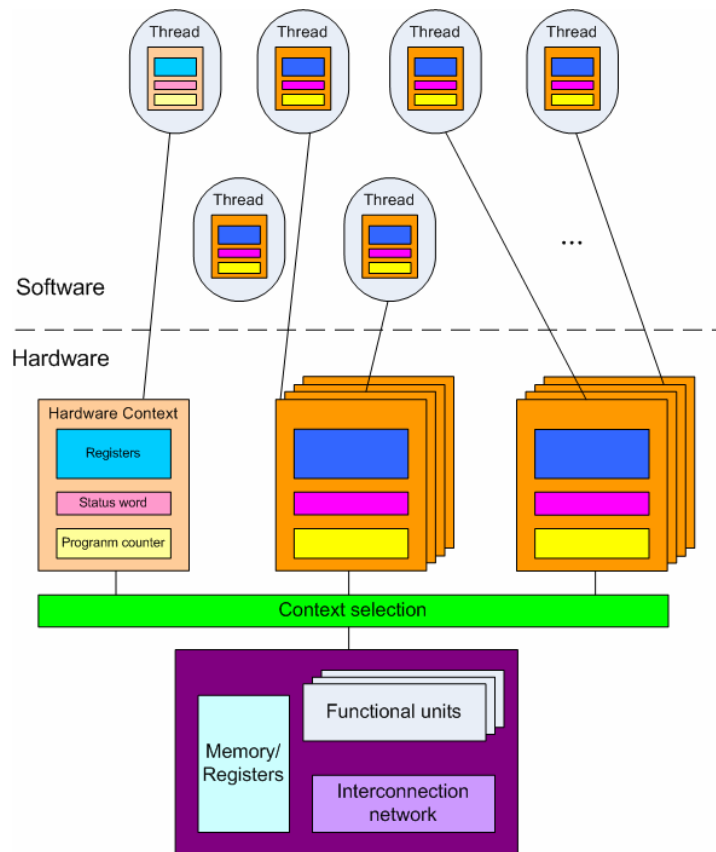 Thread
Thread
Thread
Thread
Thread
Thread
...
Software
Hardware
Hardware Context
Registers
Status word
Progranm counter
Context selection
Functional units
Memory/
Registers
Interconnection
network